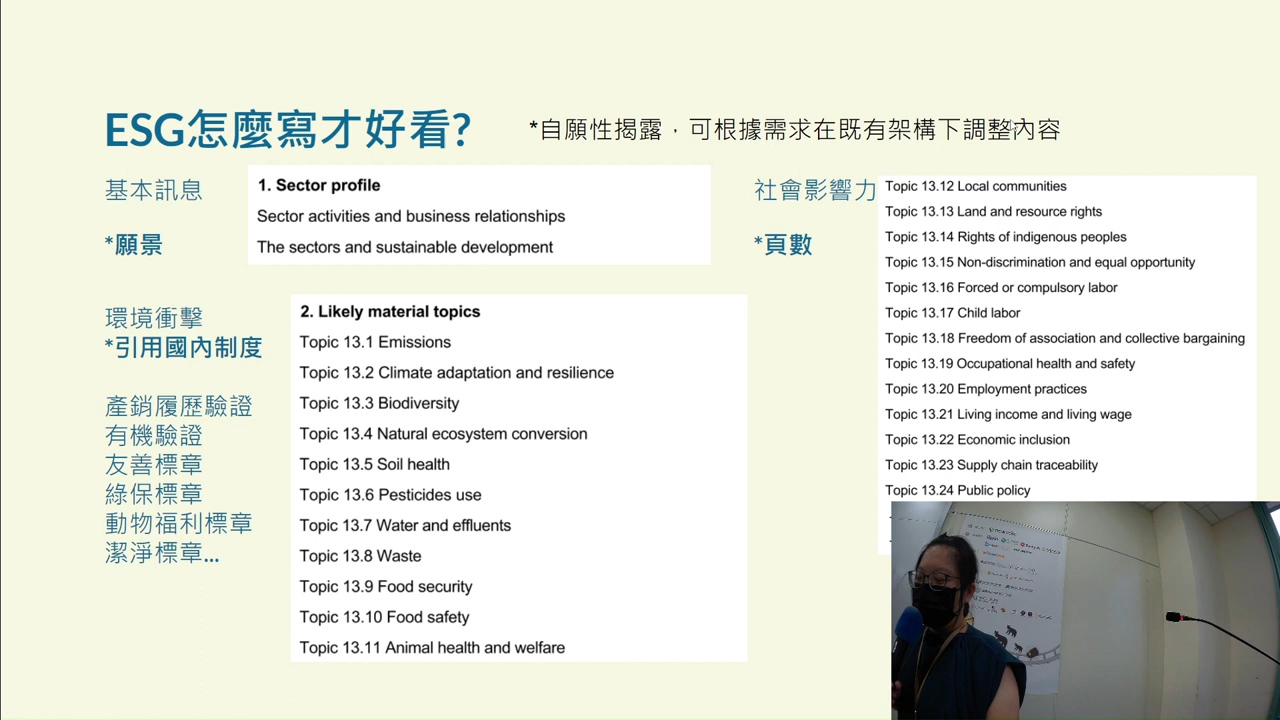 ESG怎麼寫才好看?
*自願性揭露，可根據需求在既有架構下調整內容
基本訊息
*願景
1. Sector profile
Sector activities and business relationships
The sectors and sustainable development
環境衝擊
*引用國內制度
產銷履歷驗證
有機驗證
友善標章
綠保標章
動物福利標章
潔淨標章...
2. Likely material topics
Topic 13.1 Emissions
Topic 13.2 Climate adaptation and resilience
Topic 13.3 Biodiversity
Topic 13.4 Natural ecosystem conversion
Topic 13.5 Soil health
Topic 13.6 Pesticides use
Topic 13.7 Water and effluents
Topic 13.8 Waste
Topic 13.9 Food security
Topic 13.10 Food safety
Topic 13.11 Animal health and welfare
社會影響力
*頁數
Topic 13.12 Local communities
Topic 13.13 Land and resource rights
Topic 13.14 Rights of indigenous peoples
Topic 13.15 Non-discrimination and equal opportunity
Topic 13.16 Forced or compulsory labor
Topic 13.17 Child labor
Topic 13.18 Freedom of association and collective bargaining
Topic 13.19 Occupational health and safety
Topic 13.20 Employment practices
Topic 13.21 Living income and living wage
Topic 13.22 Economic inclusion
Topic 13.23 Supply chain traceability
Topic 13.24 Public policy